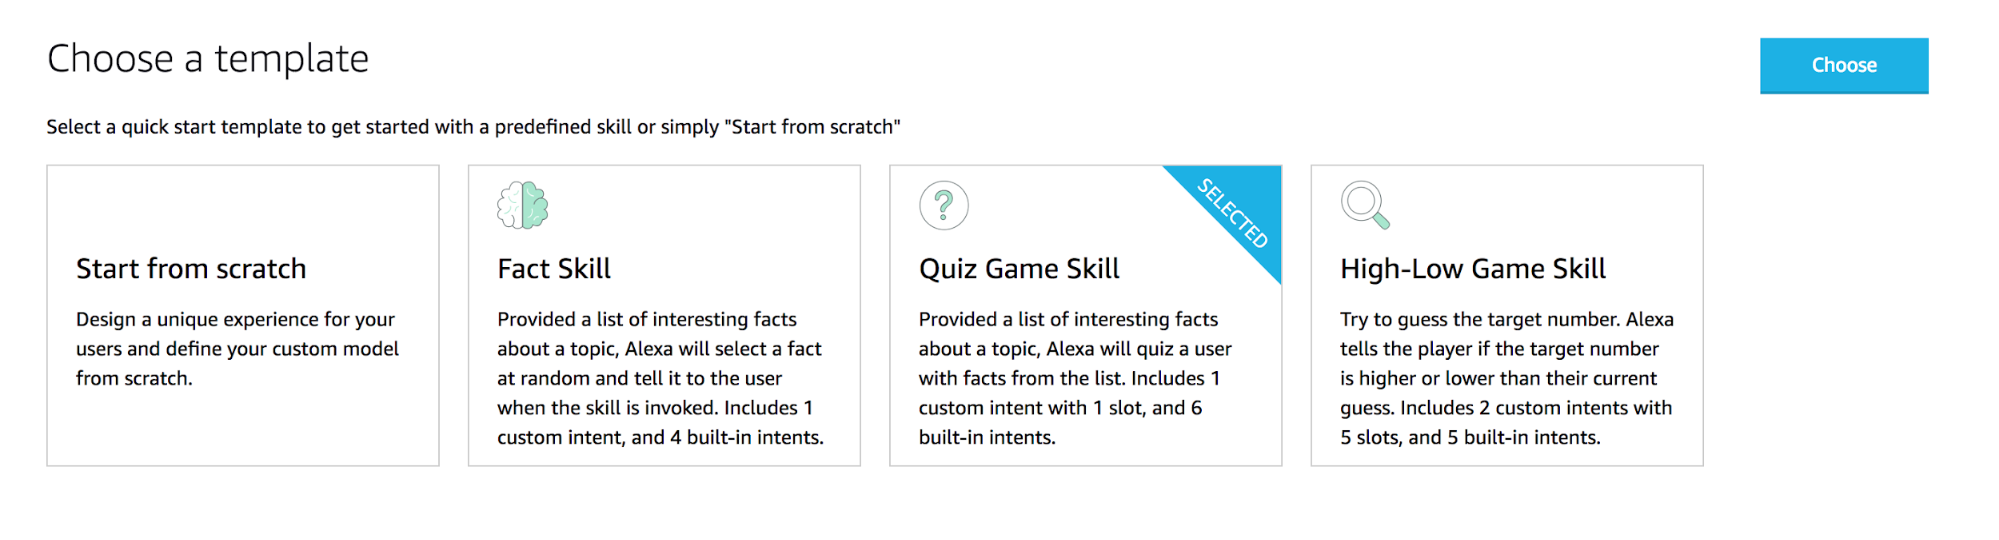 Choose a template
Choose
Select a quick start template to get started with a predefined skill or simply "Start from scratch"
Start from scratch
Design a unique experience for your
users and define your custom model
from scratch.
Fact Skill
Provided a list of interesting facts
about a topic, Alexa will select a fact
at random and tell it to the user
when the skill is invoked. Includes 1
custom intent, and 4 built-in intents.
SELECTED
Quiz Game Skill
Provided a list of interesting facts
about a topic, Alexa will quiz a user
with facts from the list. Includes 1
custom intent with 1 slot, and 6
built-in intents.
High-Low Game Skill
Try to guess the target number. Alexa
tells the player if the target number
is higher or lower than their current
guess. Includes 2 custom intents with
5 slots, and 5 built-in intents.